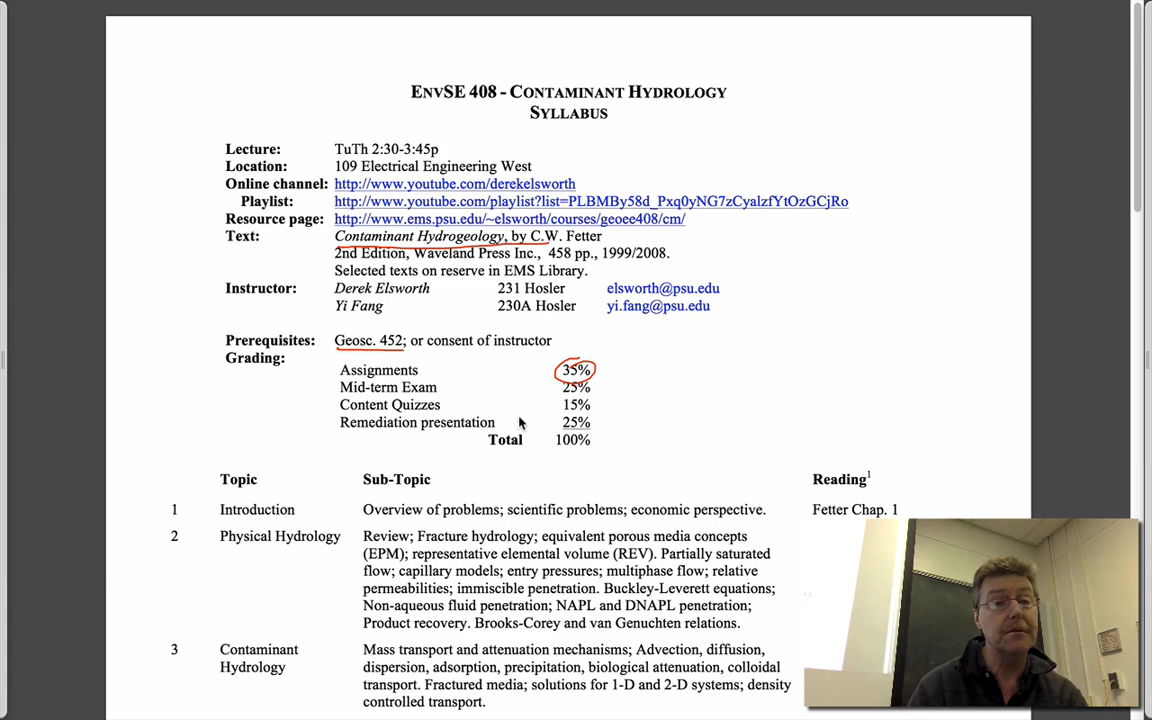 ENVSE 408 - CONTAMINANT HYDROLOGY
SYLLABUS
Lecture: TuTh 2:30-3:45p
Location: 109 Electrical Engineering West
Online channel: http://www.youtube.com/derekelsworth
Playlist: http://www.youtube.com/playlist?list=PLBMBy58d_Pxq0yNG7zCyalzfYtOzGCjRo
Resource page: http://www.ems.psu.edu/~elsworth/courses/geoee408/cm/
Text: Contaminant Hydrogeology, by C.W. Fetter
2nd Edition, Waveland Press Inc., 458 pp., 1999/2008.
Selected texts on reserve in EMS Library.
Instructor: Derek Elsworth 231 Hosler elsworth@psu.edu
Yi Fang 230A Hosler yi.fang@psu.edu
Prerequisites: Geosc. 452; or consent of instructor
Grading:
Assignments 35%
Mid-term Exam 25%
Content Quizzes 15%
Remediation presentation 25%
Total 100%
Topic Sub-Topic Reading1
1 Introduction Overview of problems; scientific problems; economic perspective. Fetter Chap. 1
2 Physical Hydrology Review; Fracture hydrology; equivalent porous media concepts
(EPM); representative elemental volume (REV). Partially saturated
flow; capillary models; entry pressures; multiphase flow; relative
permeabilities; immiscible penetration. Buckley-Leverett equations;
Non-aqueous fluid penetration; NAPL and DNAPL penetration;
Product recovery. Brooks-Corey and van Genuchten relations.
3 Contaminant Mass transport and attenuation mechanisms; Advection, diffusion,
Hydrology dispersion, adsorption, precipitation, biological attenuation, colloidal
transport. Fractured media; solutions for 1-D and 2-D systems; density
controlled transport.